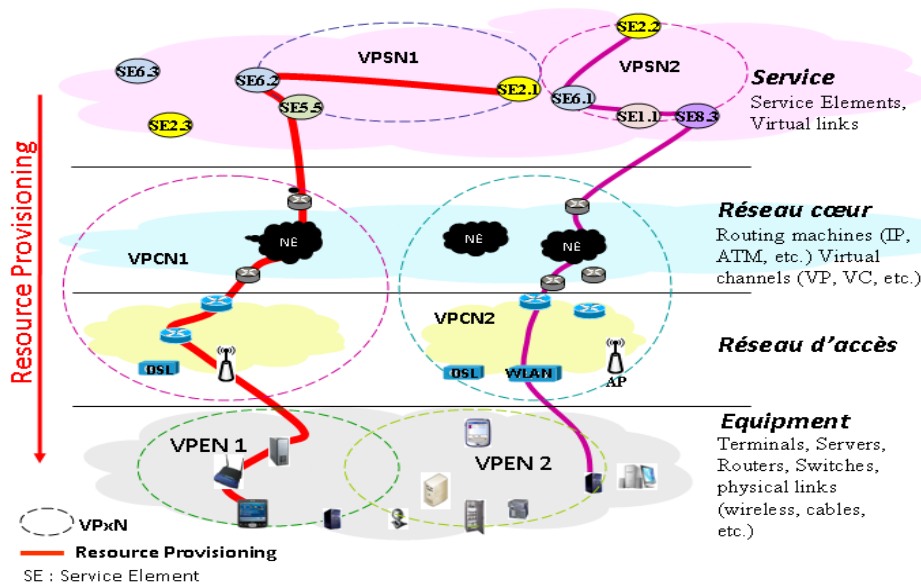 SE2.2
VPSN1
VPSN2
SE6.3
SE6.2
SE2.1
SE6.1
SE5.5
SE2.3
SE1.1
SE8.3
Service
Service Elements,
Virtual links
Resource Provisioning
Réseau cœur
Routing machines (IP,
ATM, etc.) Virtual
channels (VP, VC, etc.)
NE
NE
NE
VPCN1
VPCN2
Réseau d'accès
DSL
DSL
WLAN
AP
Equipment
Terminals, Servers,
Routers, Switches,
physical links
(wireless, cables,
etc.)
VPEN 1
VPEN 2
VPxN
Resource Provisioning
SE : Service Element